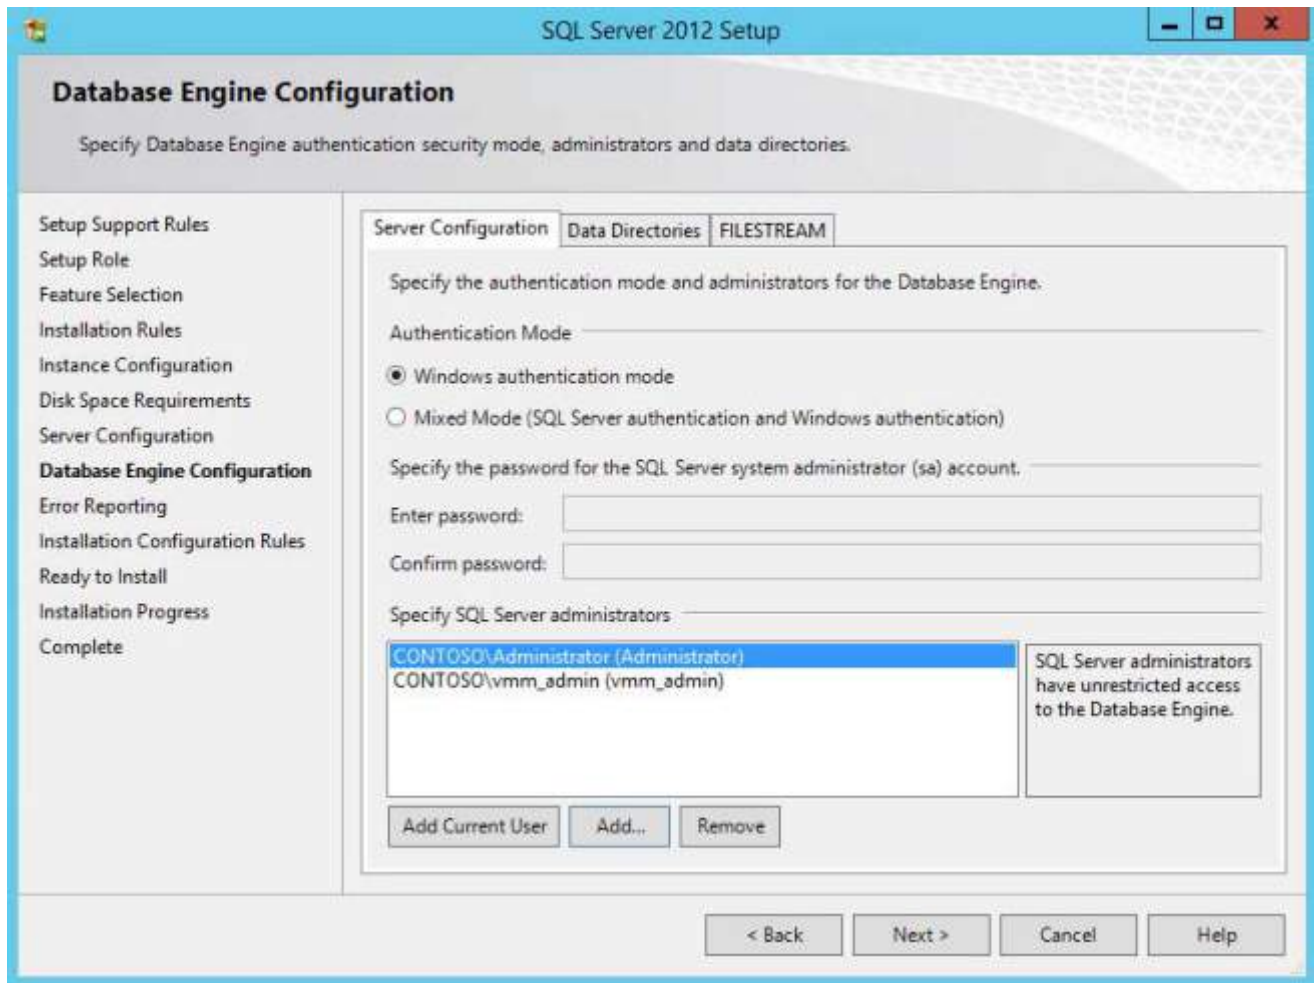 SQL Server 2012 Setup
Database Engine Configuration
Specify Database Engine authentication security mode, administrators and data directories.
Setup Support Rules
Setup Role
Feature Selection
Installation Rules
Instance Configuration
Disk Space Requirements
Server Configuration
Database Engine Configuration
Error Reporting
Installation Configuration Rules
Ready to Install
Installation Progress
Complete
Server Configuration Data Directories FILESTREAM
Specify the authentication mode and administrators for the Database Engine.
Authentication Mode
Windows authentication mode
Mixed Mode (SQL Server authentication and Windows authentication)
Specify the password for the SQL Server system administrator (sa) account.
Enter password:
Confirm password:
Specify SQL Server administrators
CONTOSO\Administrator (Administrator)
CONTOSO\vmm_admin (vmm_admin)
SQL Server administrators
have unrestricted access
to the Database Engine.
Add Current User Add... Remove
< Back Next > Cancel Help